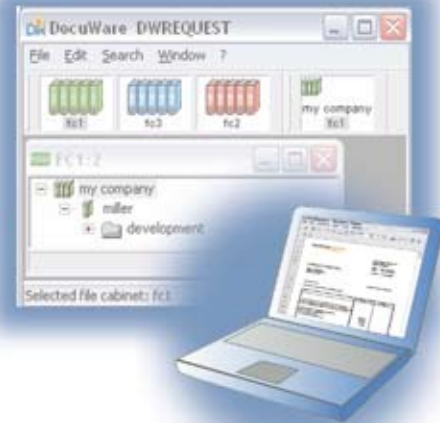 DW DocuWare DWREQUEST
File Edit Search Window ?
fc1 fc3 fc2 my company
fc1
FC1:2
my company
miller
development
Selected file cabinet: fc1